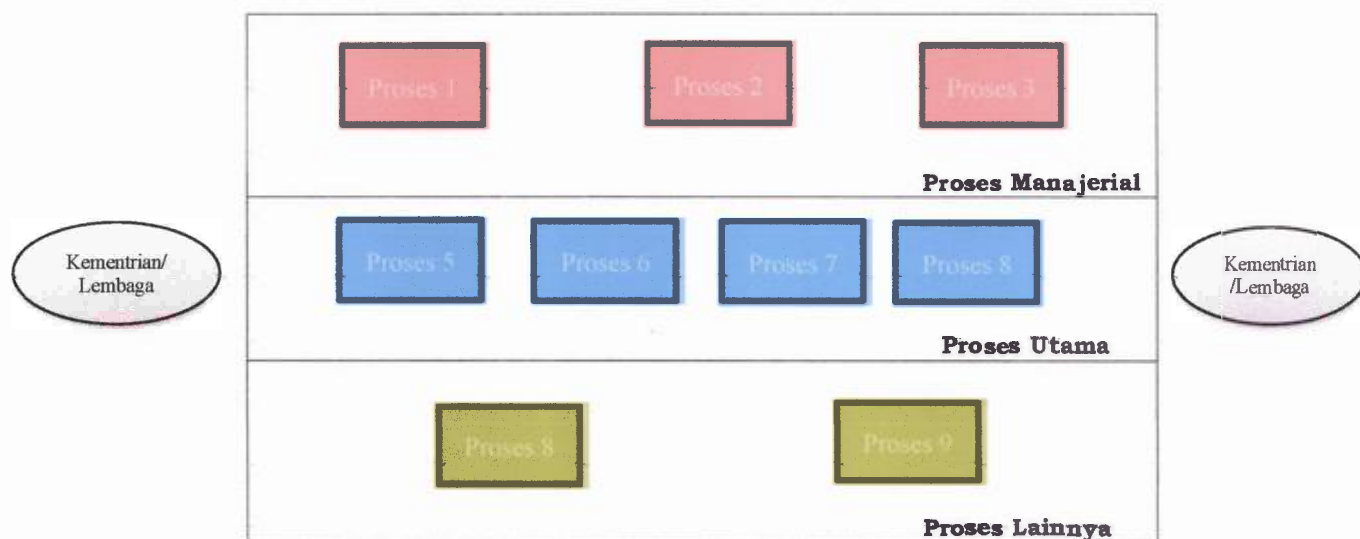 Proses 1
Proses 2
Proses 3
Proses Manajerial
Kementrian/
Lembaga
Proses 5
Proses 6
Proses 7
Proses 8
Kementrian
/Lembaga
Proses Utama
Proses 8
Proses 9
Proses Lainnya